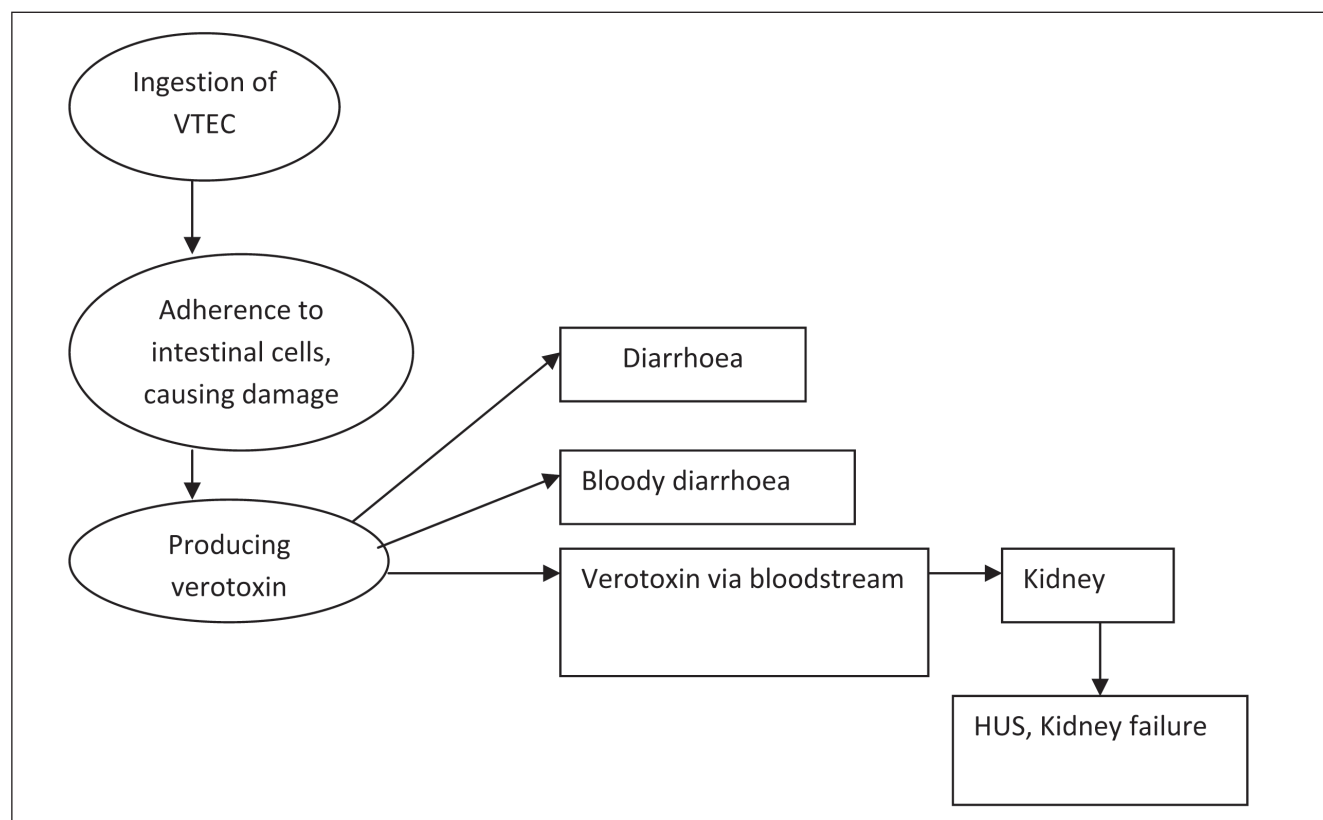 Ingestion of
VTEC
Adherence to
intestinal cells,
causing damage
Diarrhoea
Bloody diarrhoea
Producing
verotoxin
Verotoxin via bloodstream
Kidney
HUS, Kidney failure